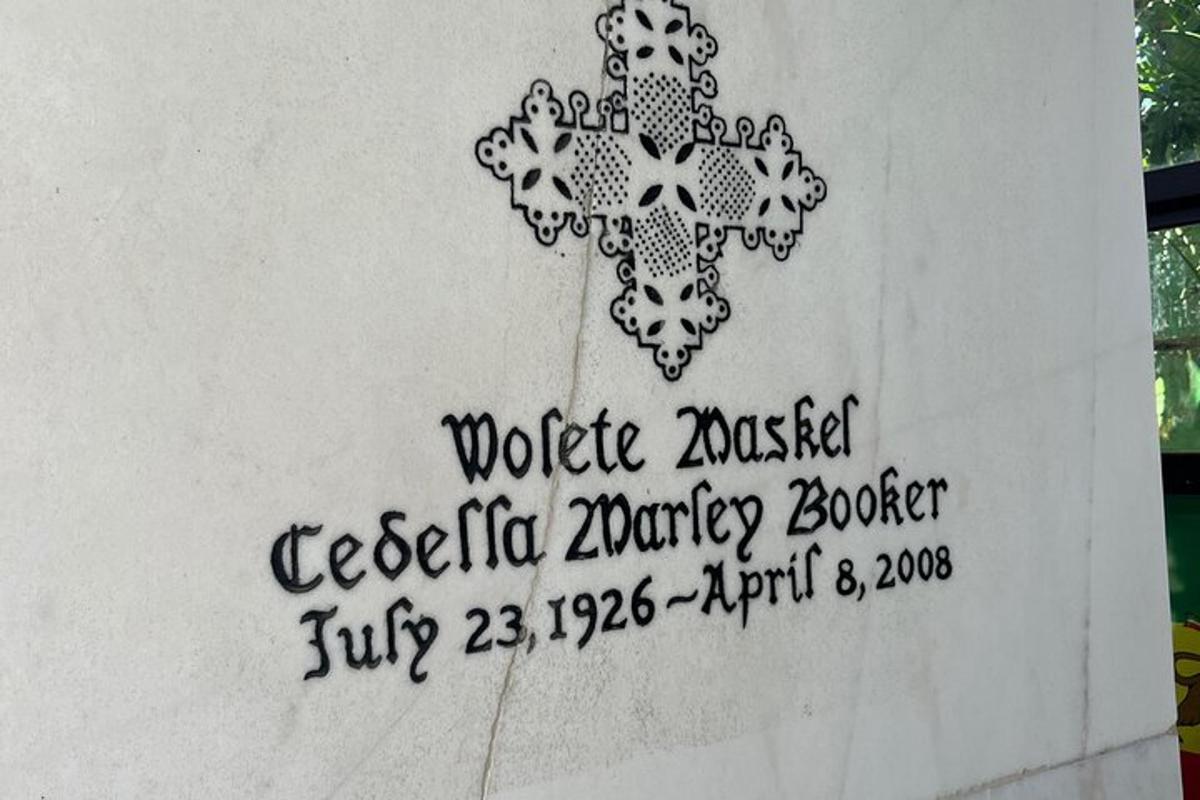 Wolete Maskel
Cedella Marley Booker
July 23, 1926 ~ April 8, 2008